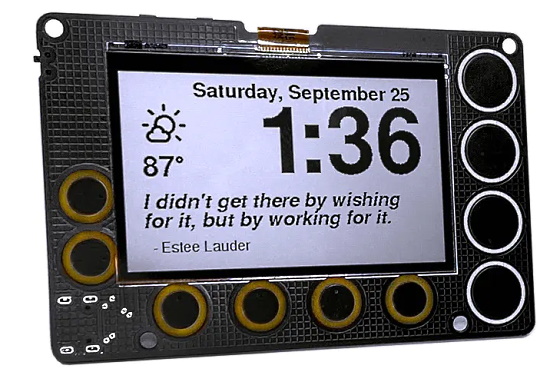 Saturday, September 25
1:36
87°
I didn't get there by wishing
for it, but by working for it.
- Estee Lauder